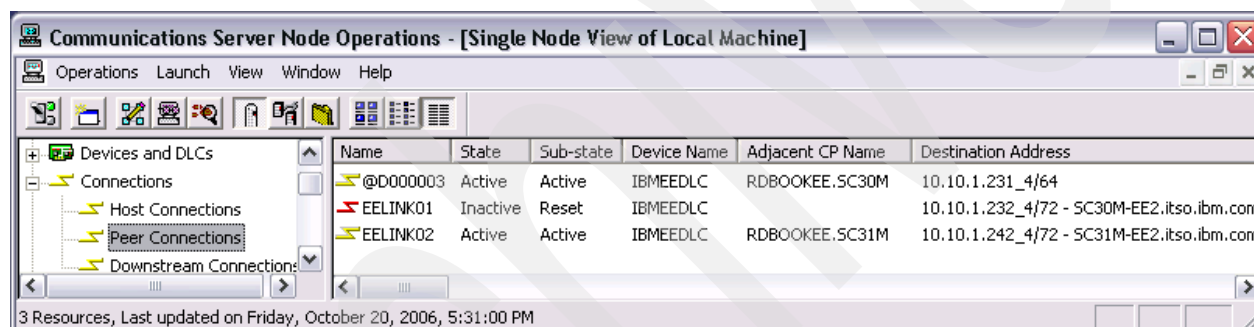 Communications Server Node Operations - [Single Node View of Local Machine]
Operations Launch View Window Help
Devices and DLCs
Connections
Host Connections
Peer Connections
Downstream Connections
Name State Sub-state Device Name Adjacent CP Name Destination Address
@D000003 Active Active IBMEEDLC RDBOOKEE.SC30M 10.10.1.231_4/64
EELINK01 Inactive Reset IBMEEDLC 10.10.1.232_4/72 - SC30M-EE2.itso.ibm.com
EELINK02 Active Active IBMEEDLC RDBOOKEE.SC31M 10.10.1.242_4/72 - SC31M-EE2.itso.ibm.com
3 Resources, Last updated on Friday, October 20, 2006, 5:31:00 PM